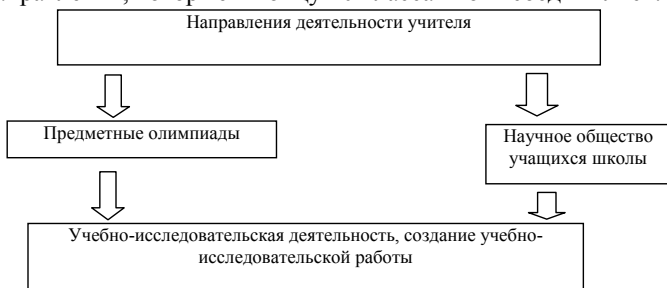 Направления деятельности учителя
Предметные олимпиады
Научное общество
учащихся школы
Учебно-исследовательская деятельность, создание учебно-
исследовательской работы